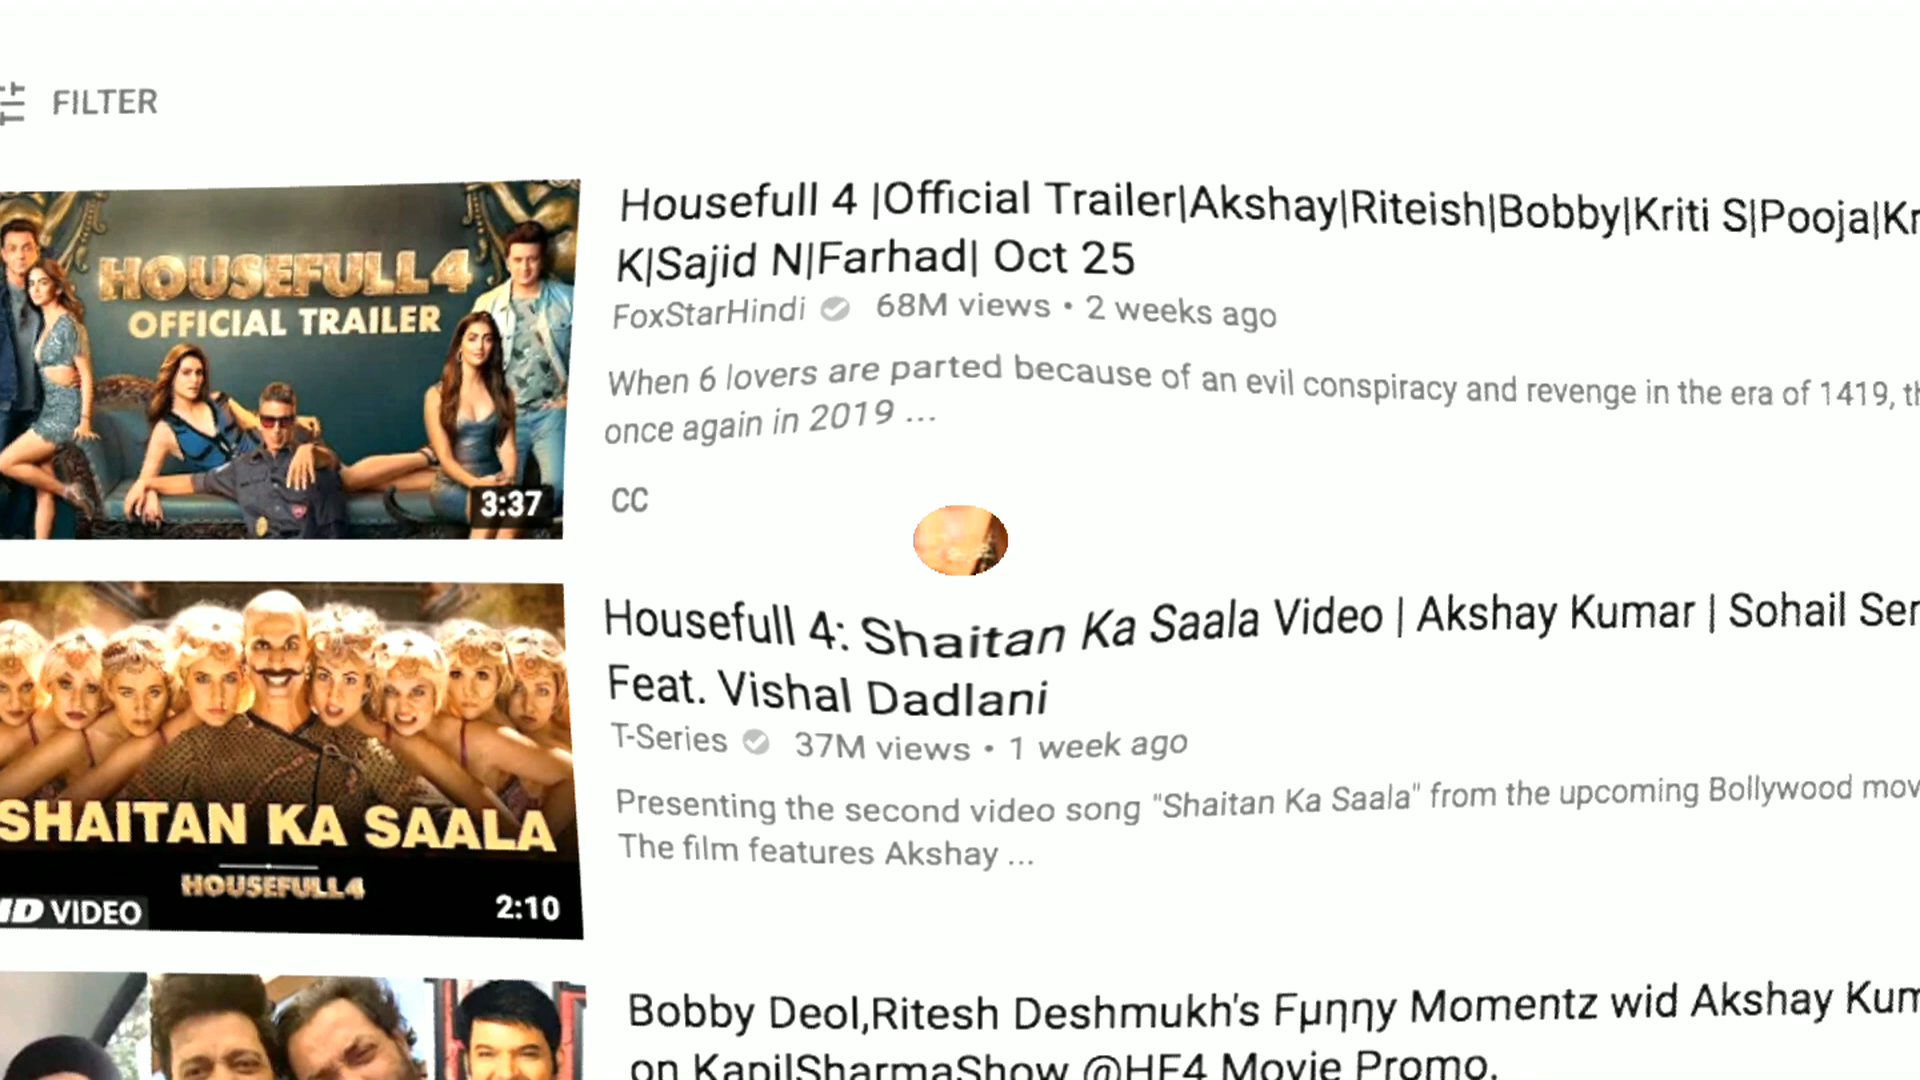 FILTER
HOUSEFULL 4
OFFICIAL TRAILER
3:37
Housefull 4 |Official Trailer|Akshay|Riteish|Bobby|Kriti S|Pooja|Kr
K|Sajid N|Farhad| Oct 25
FoxStarHindi 68M views • 2 weeks ago
When 6 lovers are parted because of an evil conspiracy and revenge in the era of 1419, th
once again in 2019 ...
CC
SHAITAN KA SAALA
HOUSEFULL4
HD VIDEO
2:10
Housefull 4: Shaitan Ka Saala Video | Akshay Kumar | Sohail Sen
Feat. Vishal Dadlani
T-Series 37M views • 1 week ago
Presenting the second video song "Shaitan Ka Saala" from the upcoming Bollywood mov
The film features Akshay ...
Bobby Deol,Ritesh Deshmukh's Fμηηy Momentz wid Akshay Kum
on KapilSharmaShow @HF4 Movie Promo.